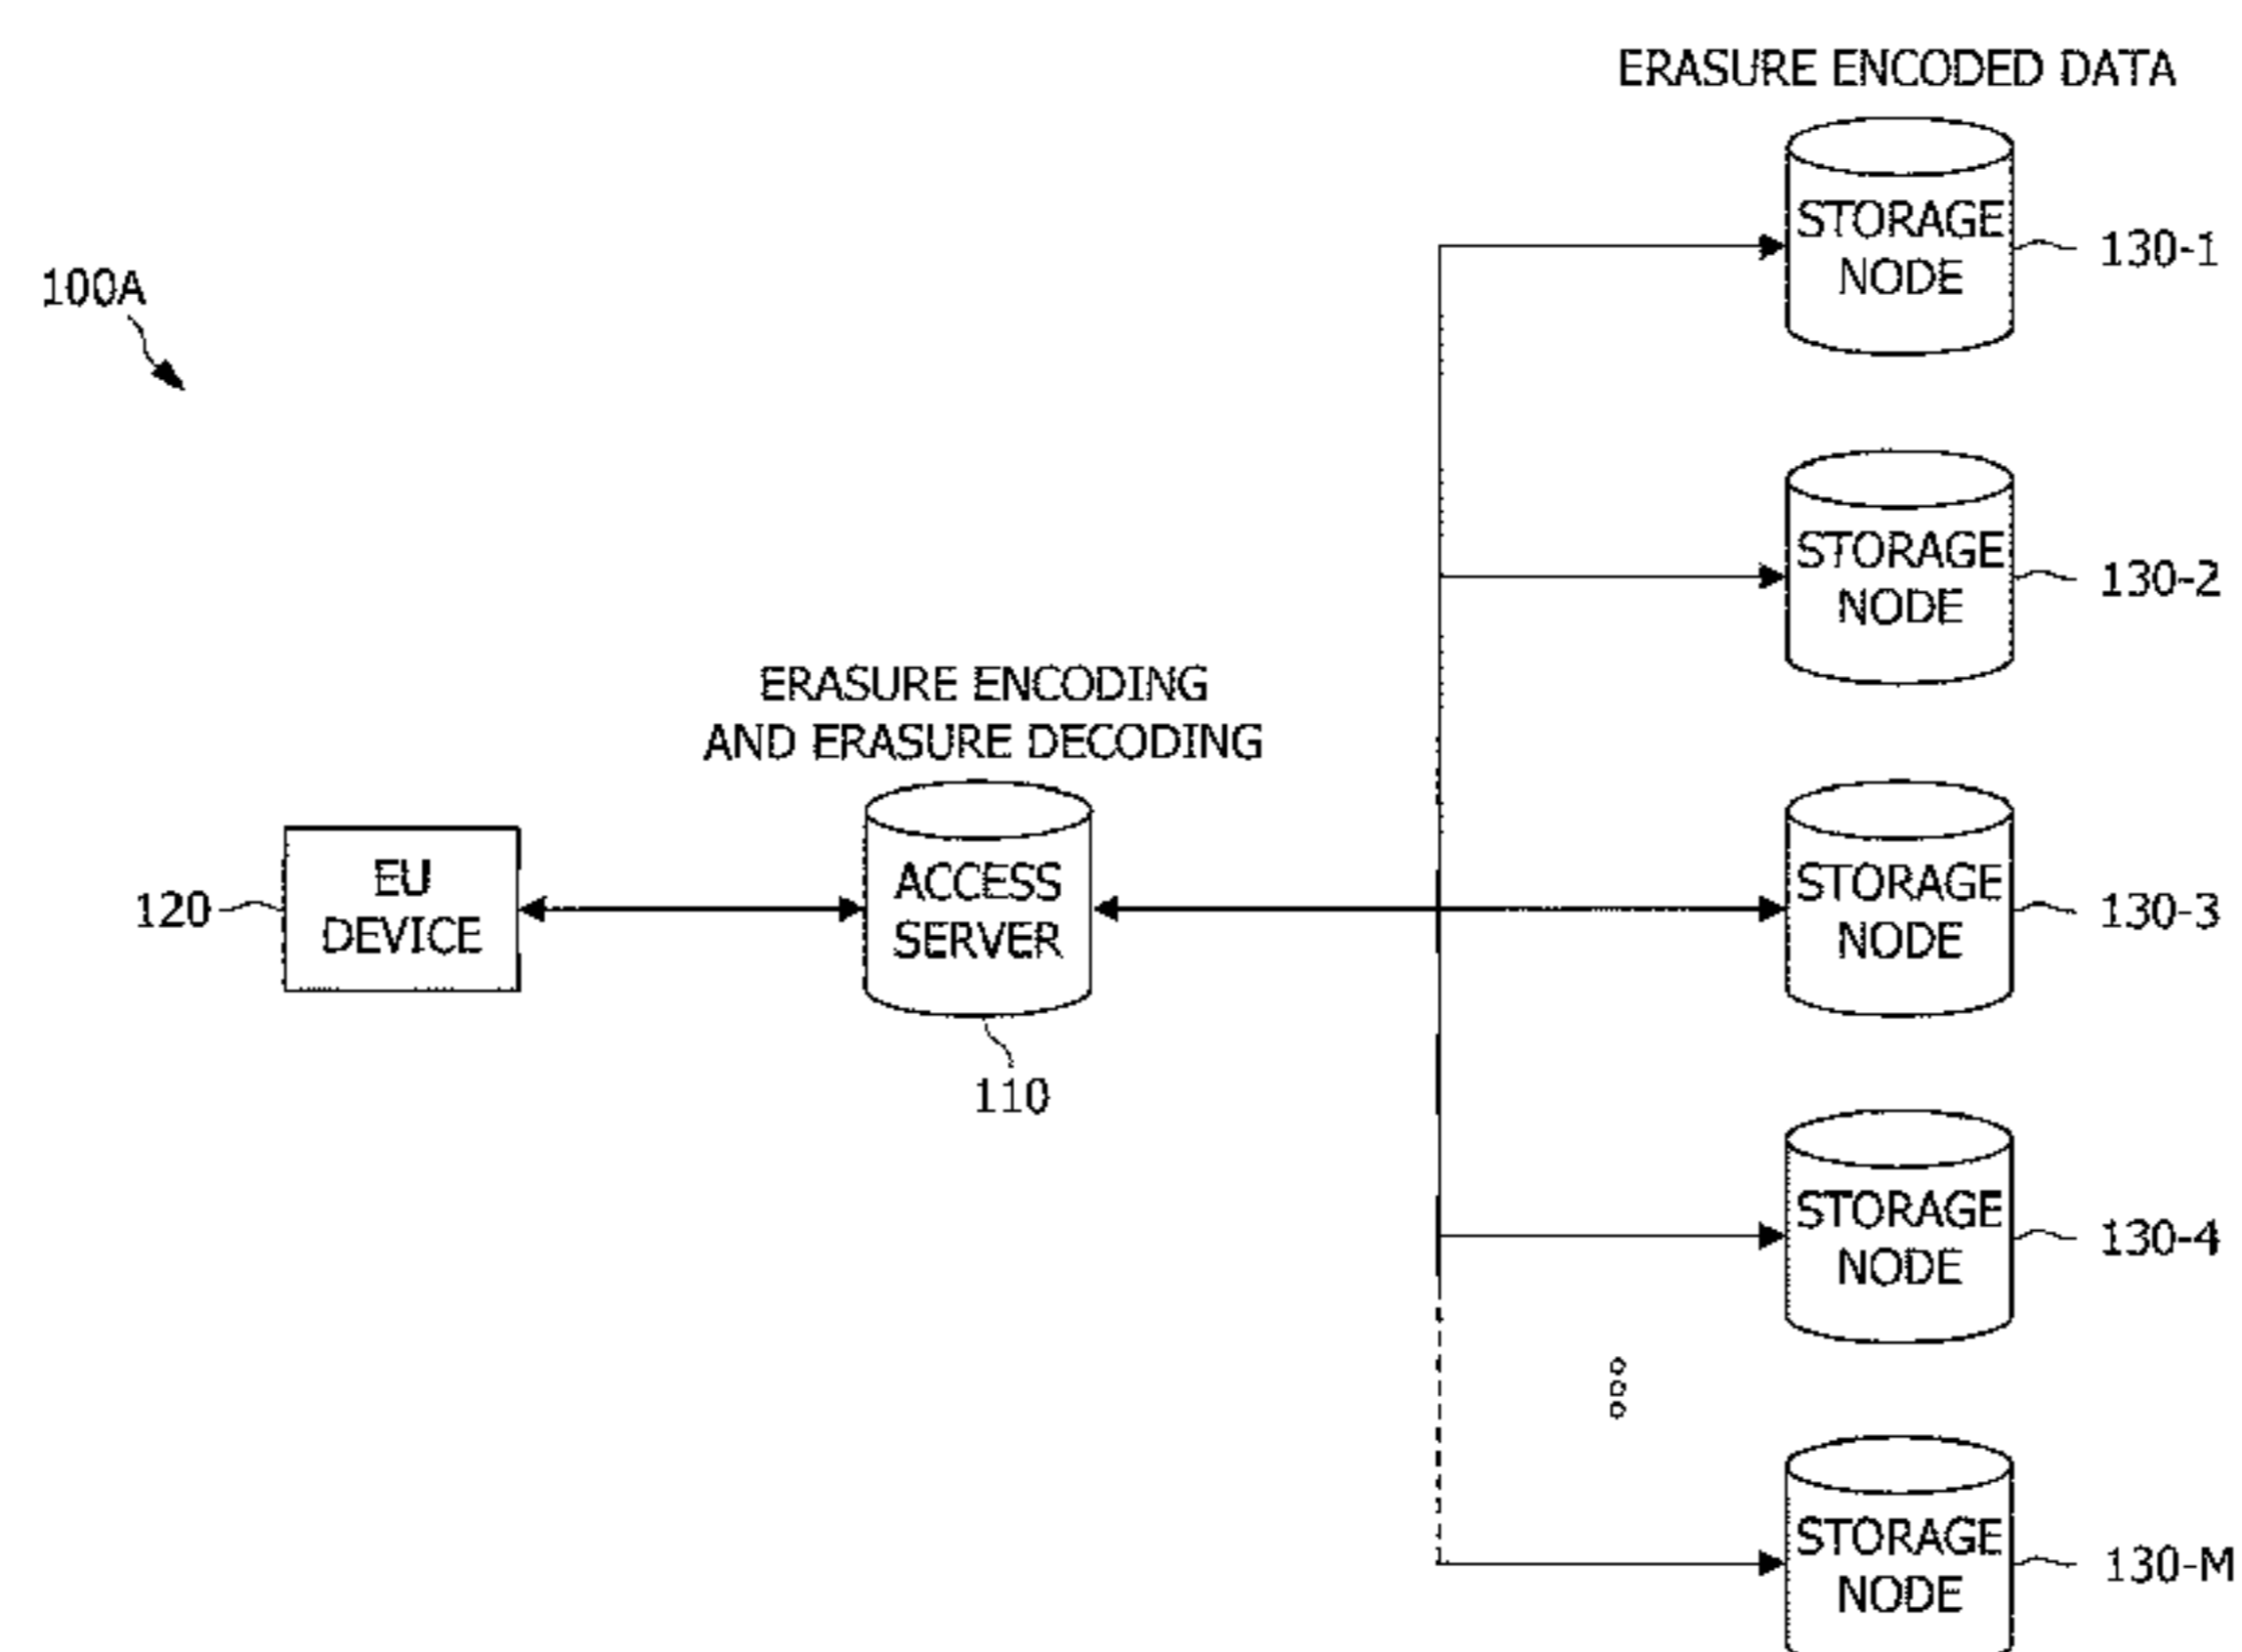 ERASURE ENCODED DATA
STORAGE
NODE
130-1
100A
STORAGE
NODE
130-2
ERASURE ENCODING
AND ERASURE DECODING
EU
DEVICE
120
ACCESS
SERVER
110
STORAGE
NODE
130-3
STORAGE
NODE
130-4
STORAGE
NODE
130-M